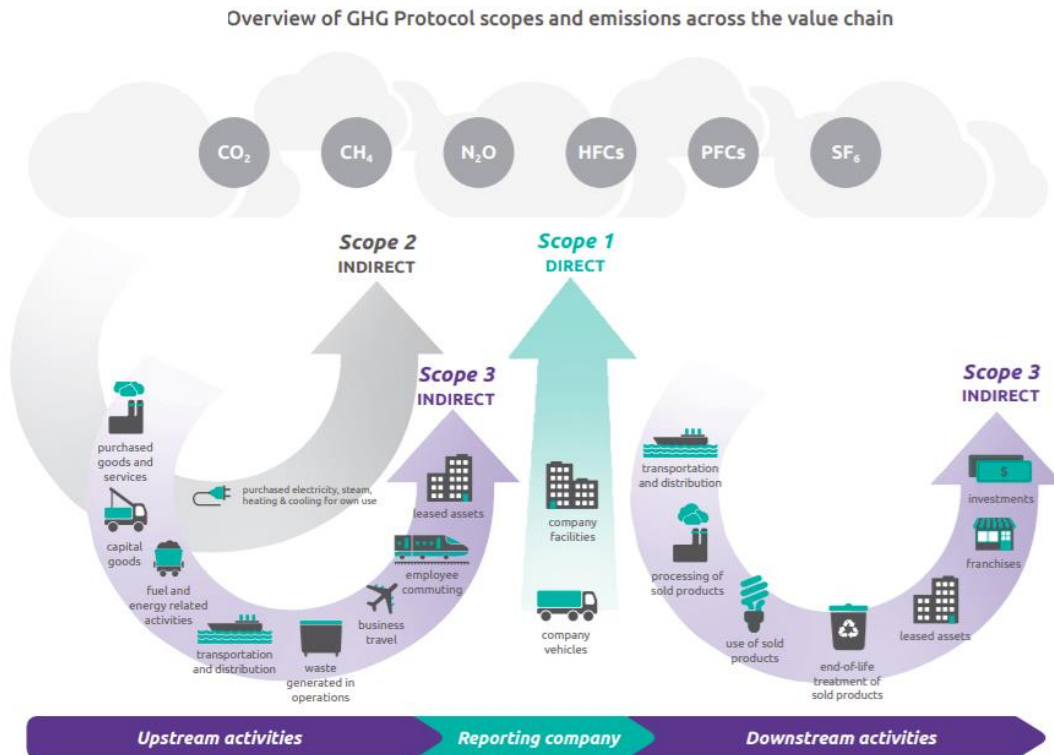 Overview of GHG Protocol scopes and emissions across the value chain
CO₂
CH₄
N₂O
HFCs
PFCs
SF₆
Scope 2
INDIRECT
Scope 1
DIRECT
Scope 3
INDIRECT
Scope 3
INDIRECT
purchased
goods and
services
capital
goods
fuel and
energy related
activities
transportation
and distribution
waste
generated in
operations
business
travel
employee
commuting
leased assets
purchased electricity, steam,
heating & cooling for own use
company
facilities
company
vehicles
transportation
and distribution
processing of
sold products
use of sold
products
end-of-life
treatment of
sold products
leased assets
franchises
$
investments
Upstream activities
Reporting company
Downstream activities